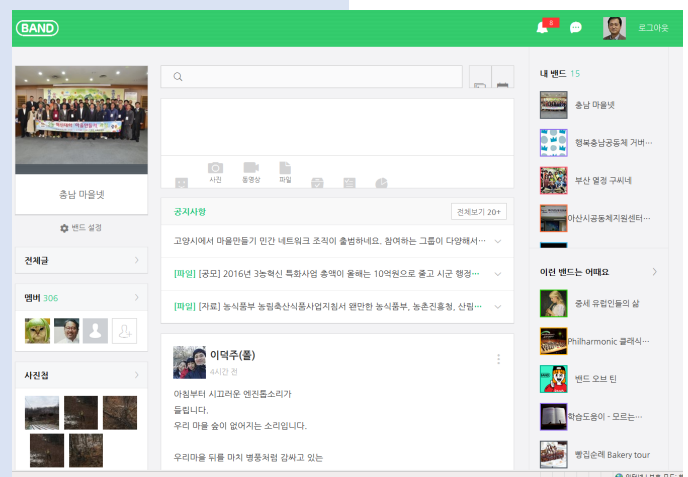 BAND
8
로그아웃
충남 마을넷
밴드 설정
전체글
멤버 306
사진첩
사진
동영상
파일
공지사항
전체보기 20+
고양시에서 마을만들기 민간 네트워크 조직이 출범하네요. 참여하는 그룹이 다양해서…
[파일] [공모] 2016년 3농혁신 특화사업 총액이 올해는 10억원으로 줄고 시군 행정…
[파일] [자료] 농식품부 농림축산식품사업지침서 왠만한 농식품부, 농촌진흥청, 산림…
이덕주(폴)
4시간 전
아침부터 시끄러운 엔진톱소리가
들립니다.
우리 마을 숲이 없어지는 소리입니다.
우리마을 뒤를 마치 병풍처럼 감싸고 있는
내 밴드 15
충남 마을넷
행복충남공동체 거버…
부산 열정 구씨네
아산시공동체지원센터…
이런 밴드는 어때요
중세 유럽인들의 삶
Philharmonic 클래식…
밴드 오브 틴
학습도움이 - 모르는…
빵집순례 Bakery tour